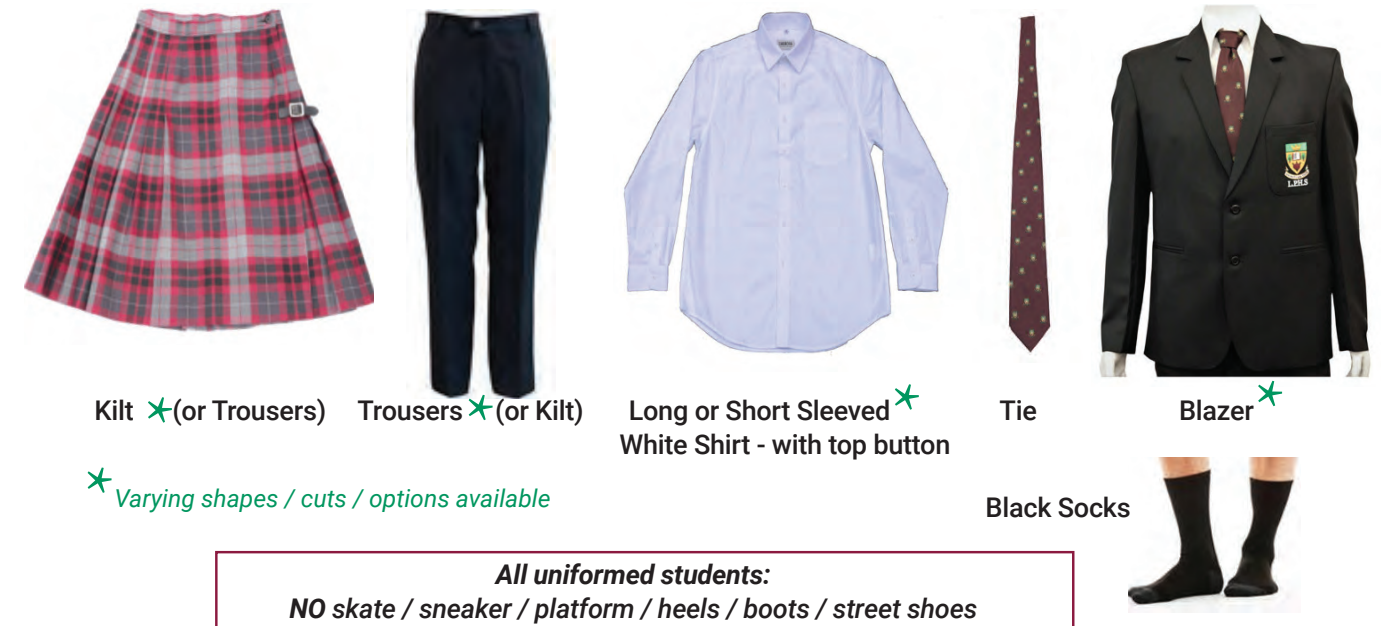 L.P.H.S
Kilt *(or Trousers)
Trousers *(or Kilt)
Long or Short Sleeved *
White Shirt - with top button
Tie
Blazer *
* Varying shapes / cuts / options available
Black Socks
All uniformed students:
NO skate / sneaker / platform / heels / boots / street shoes